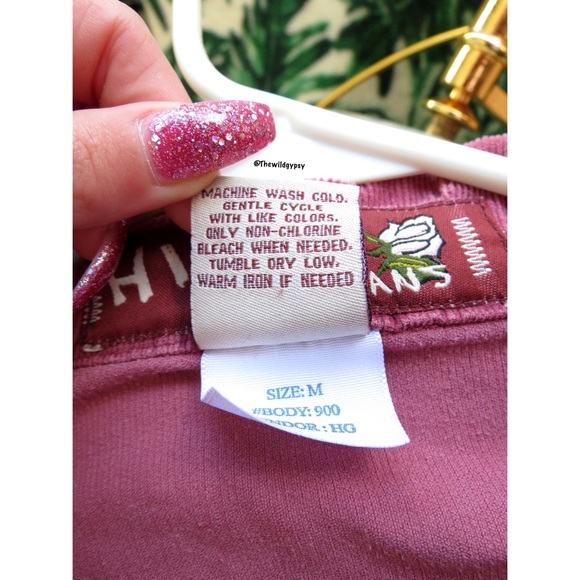 @Thewildgypsy
MACHINE WASH COLD.
GENTLE CYCLE
WITH LIKE COLORS.
ONLY NON-CHLORINE
BLEACH WHEN NEEDED.
TUMBLE DRY LOW.
WARM IRON IF NEEDED
SIZE: M
#BODY: 900
: HG